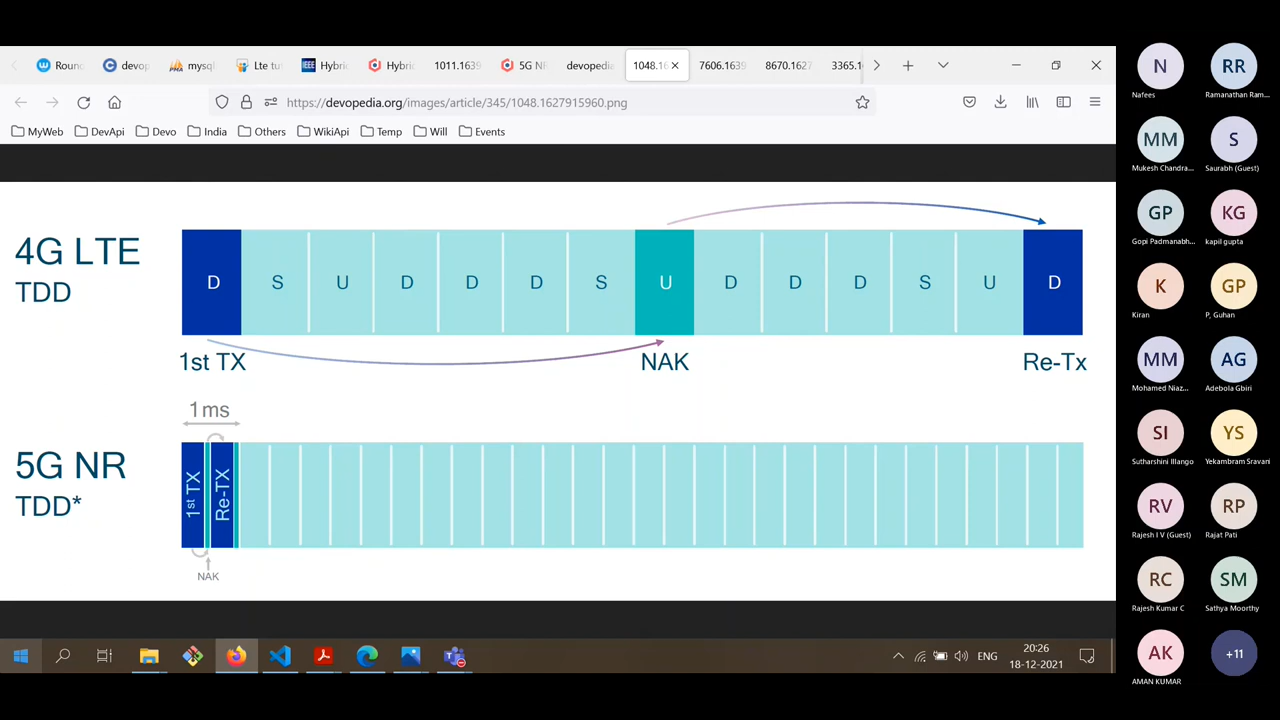 Roun
devop
mysql
Lte tu
Hybri
Hybri
1011.1639
5G NR
devopedia
1048.16
7606.1639
8670.1627
3365.1
https://devopedia.org/images/article/345/1048.1627915960.png
MyWeb DevApi Devo India Others WikiApi Temp Will Events
4G LTE
TDD
D S U D D D S U D D D S U D
1st TX NAK Re-Tx
1 ms
5G NR
TDD*
1st TX
Re-TX
NAK
ENG
20:26
18-12-2021
N RR
Nafees Ramanathan Ram...
MM S
Mukesh Chandra... Saurabh (Guest)
GP KG
Gopi Padmanabh... kapil gupta
K GP
Kiran P, Guhan
MM AG
Mohamed Niaz... Adebola Gbiri
SI YS
Sutharshini Illango Yekambram Sravani
RV RP
Rajesh I V (Guest) Rajat Pati
RC SM
Rajesh Kumar C Sathya Moorthy
AK +11
AMAN KUMAR